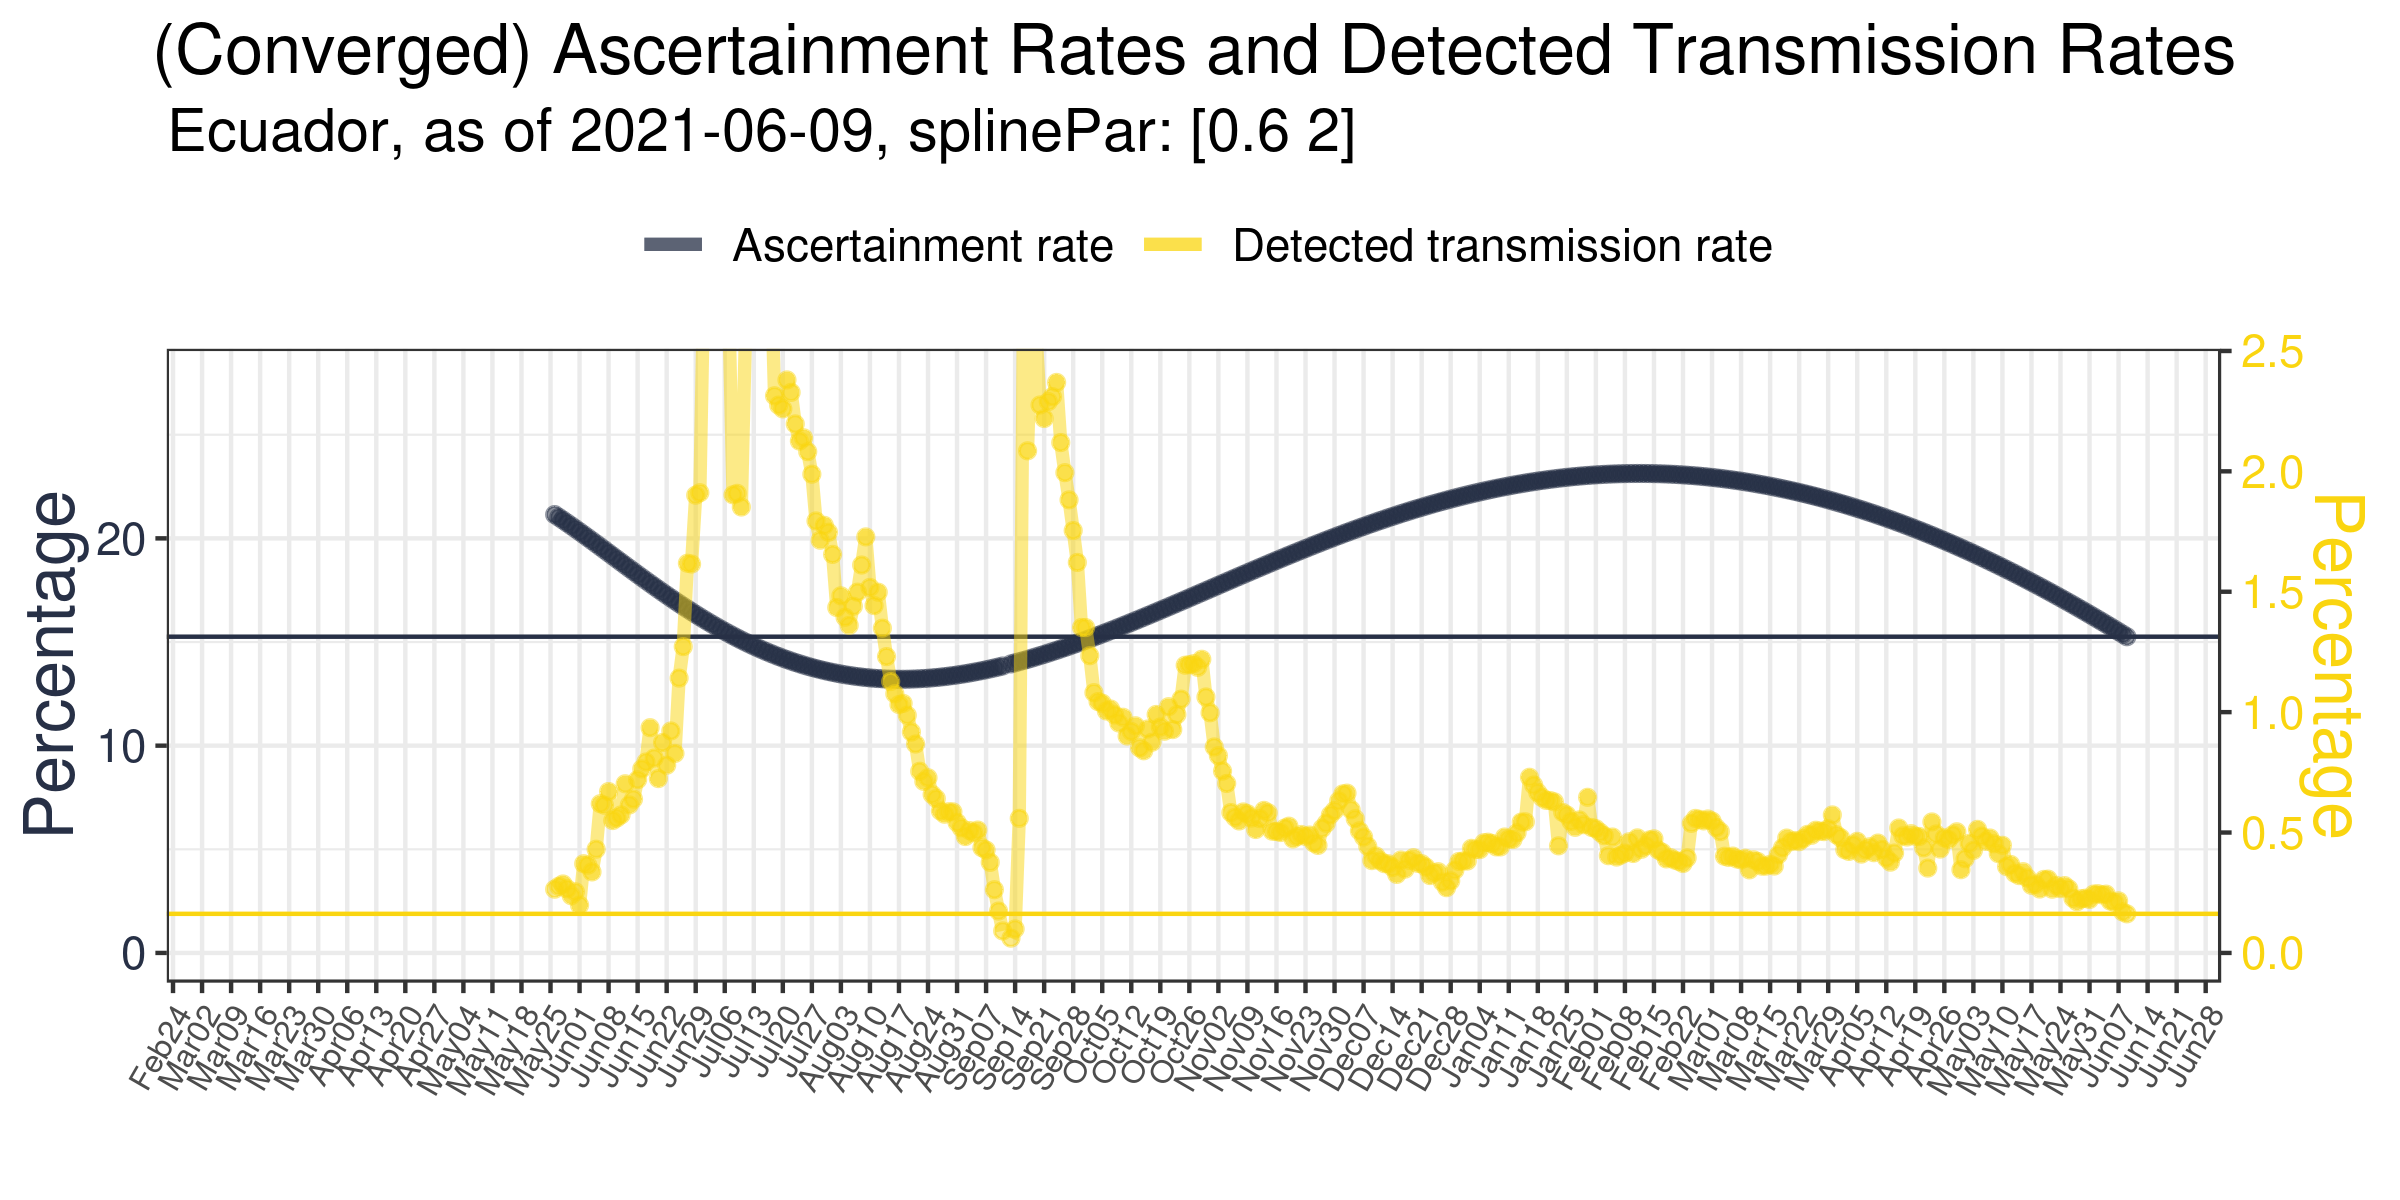 (Converged) Ascertainment Rates and Detected Transmission Rates
Ecuador, as of 2021-06-09, splinePar: [0.6 2]
Ascertainment rate
Detected transmission rate
Percentage
20
10
0
2.5
2.0
1.5
1.0
0.5
0.0
Percentage
Feb24
Mar02
Mar09
Mar16
Mar23
Mar30
Apr06
Apr13
Apr20
Apr27
May04
May11
May18
May25
Jun01
Jun08
Jun15
Jun22
Jun29
Jul06
Jul13
Jul20
Jul27
Aug03
Aug10
Aug17
Aug24
Aug31
Sep07
Sep14
Sep21
Sep28
Oct05
Oct12
Oct19
Oct26
Nov02
Nov09
Nov16
Nov23
Nov30
Dec07
Dec14
Dec21
Dec28
Jan04
Jan11
Jan18
Jan25
Feb01
Feb08
Feb15
Feb22
Mar01
Mar08
Mar15
Mar22
Mar29
Apr05
Apr12
Apr19
Apr26
May03
May10
May17
May24
May31
Jun07
Jun14
Jun21
Jun28